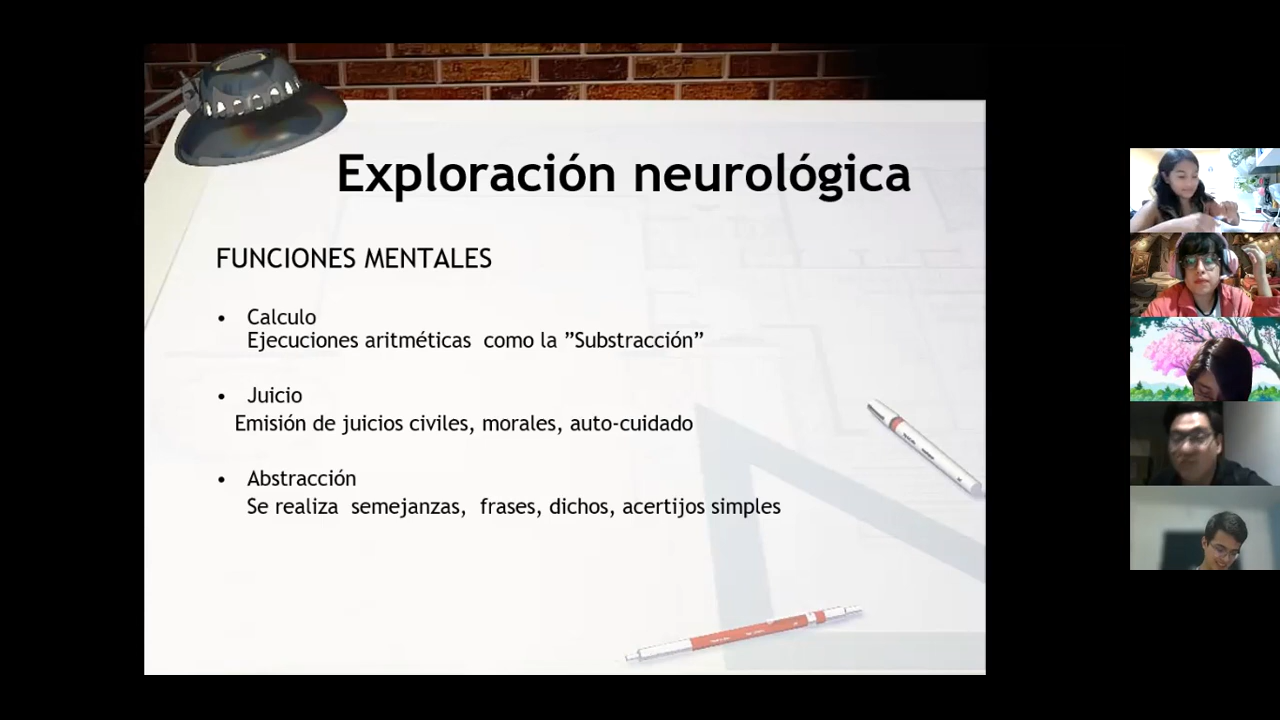 Exploración neurológica
FUNCIONES MENTALES
• Calculo
Ejecuciones aritméticas como la ”Substracción”
• Juicio
Emisión de juicios civiles, morales, auto-cuidado
• Abstracción
Se realiza semejanzas, frases, dichos, acertijos simples